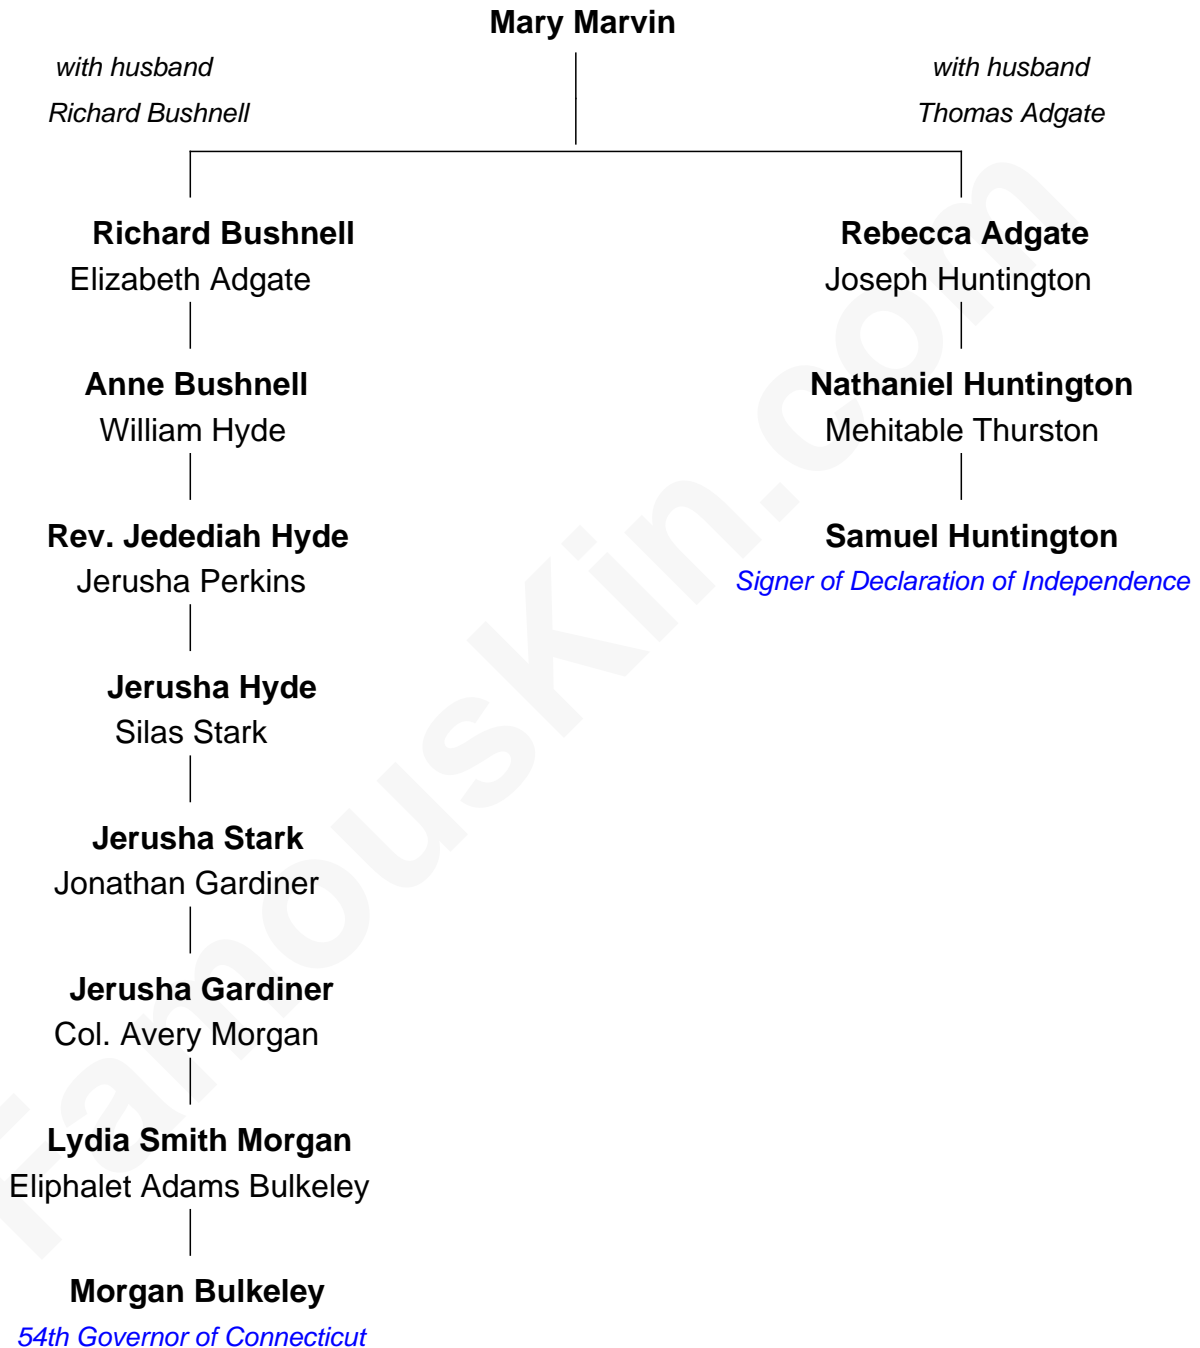 Mary Marvin
with husband
Richard Bushnell
with husband
Thomas Adgate
Richard Bushnell
Elizabeth Adgate
Rebecca Adgate
Joseph Huntington
Anne Bushnell
William Hyde
Nathaniel Huntington
Mehitable Thurston
Rev. Jedediah Hyde
Jerusha Perkins
Samuel Huntington
Signer of Declaration of Independence
Jerusha Hyde
Silas Stark
Jerusha Stark
Jonathan Gardiner
Jerusha Gardiner
Col. Avery Morgan
Lydia Smith Morgan
Eliphalet Adams Bulkeley
Morgan Bulkeley
54th Governor of Connecticut
FamousKin.com